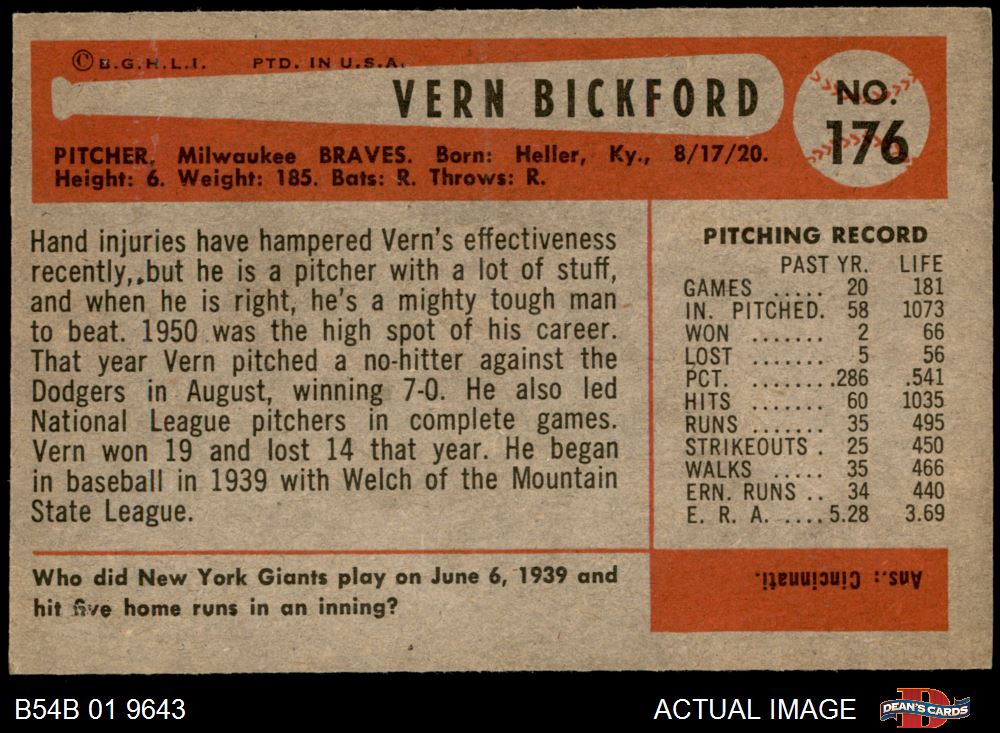 © B.G.H.L.I. PTD. IN U.S.A.
VERN BICKFORD
NO.
176
PITCHER, Milwaukee BRAVES. Born: Heller, Ky., 8/17/20.
Height: 6. Weight: 185. Bats: R. Throws: R.
Hand injuries have hampered Vern's effectiveness
recently, but he is a pitcher with a lot of stuff,
and when he is right, he's a mighty tough man
to beat. 1950 was the high spot of his career.
That year Vern pitched a no-hitter against the
Dodgers in August, winning 7-0. He also led
National League pitchers in complete games.
Vern won 19 and lost 14 that year. He began
in baseball in 1939 with Welch of the Mountain
State League.
PITCHING RECORD
PAST YR. LIFE
GAMES ..... 20 181
IN. PITCHED. 58 1073
WON ....... 2 66
LOST ....... 5 56
PCT. ........ .286 .541
HITS ....... 60 1035
RUNS ....... 35 495
STRIKEOUTS . 25 450
WALKS ..... 35 466
ERN. RUNS .. 34 440
E. R. A. .... 5.28 3.69
Who did New York Giants play on June 6, 1939 and
hit five home runs in an inning?
Ans.: Cincinnati.
B54B 01 9643
ACTUAL IMAGE
D
DEAN'S CARDS